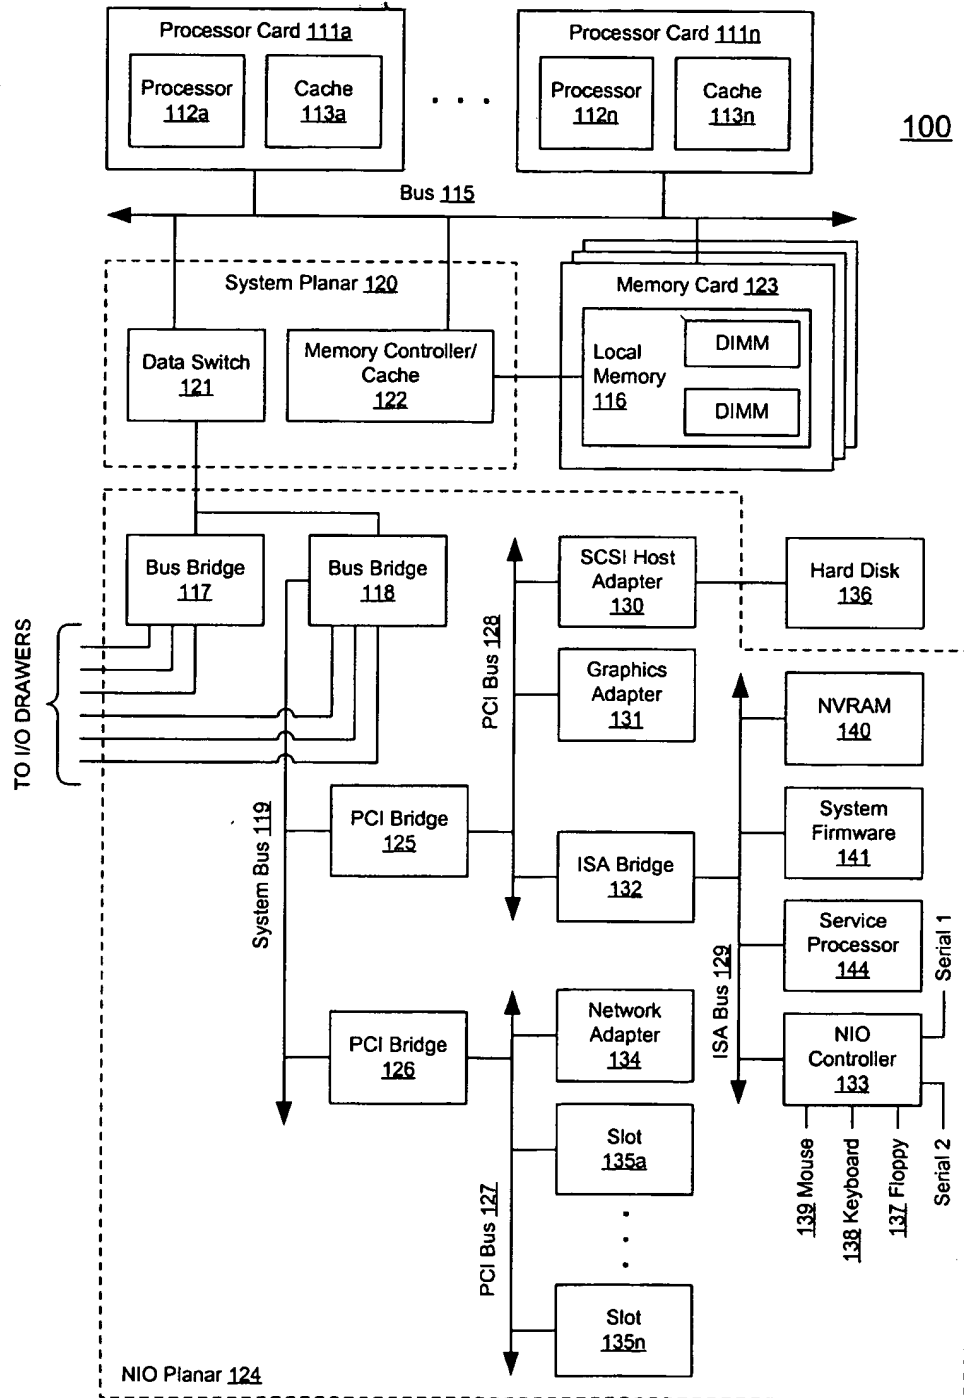 Processor Card 111a
Processor
112a
Cache
113a
. . .
Processor Card 111n
Processor
112n
Cache
113n
100
Bus 115
System Planar 120
Data Switch
121
Memory Controller/
Cache
122
Memory Card 123
Local
Memory
116
DIMM
DIMM
Bus Bridge
117
Bus Bridge
118
TO I/O DRAWERS
System Bus 119
PCI Bus 128
SCSI Host
Adapter
130
Hard Disk
136
Graphics
Adapter
131
PCI Bridge
125
ISA Bridge
132
ISA Bus 129
NVRAM
140
System
Firmware
141
Service
Processor
144
NIO
Controller
133
Serial 1
Serial 2
139 Mouse
138 Keyboard
137 Floppy
PCI Bridge
126
PCI Bus 127
Network
Adapter
134
Slot
135a
. . .
Slot
135n
NIO Planar 124